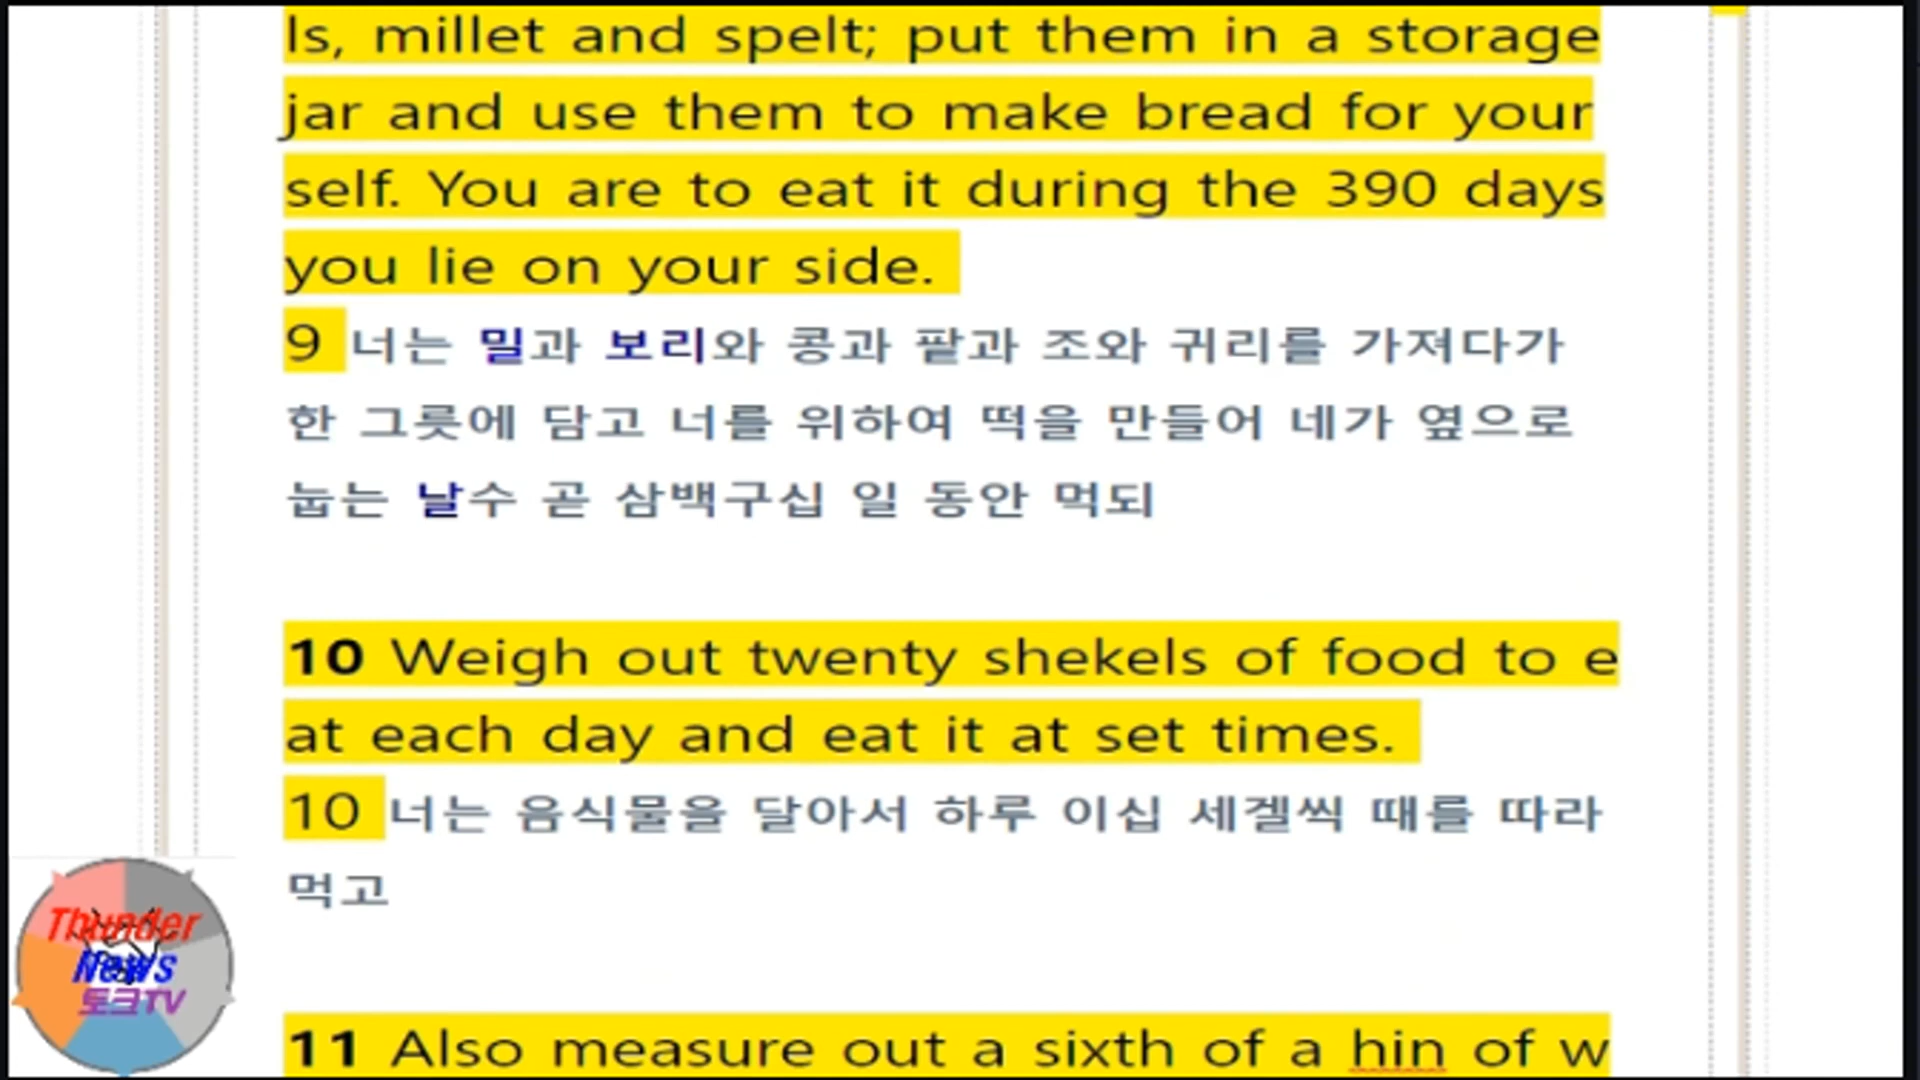 ls, millet and spelt; put them in a storage
jar and use them to make bread for your
self. You are to eat it during the 390 days
you lie on your side.
9 너는 밀과 보리와 콩과 팥과 조와 귀리를 가져다가
한 그릇에 담고 너를 위하여 떡을 만들어 네가 옆으로
눕는 날수 곧 삼백구십 일 동안 먹되
10 Weigh out twenty shekels of food to e
at each day and eat it at set times.
10 너는 음식물을 달아서 하루 이십 세겔씩 때를 따라
먹고
Thunder
News
토크TV
11 Also measure out a sixth of a hin of w